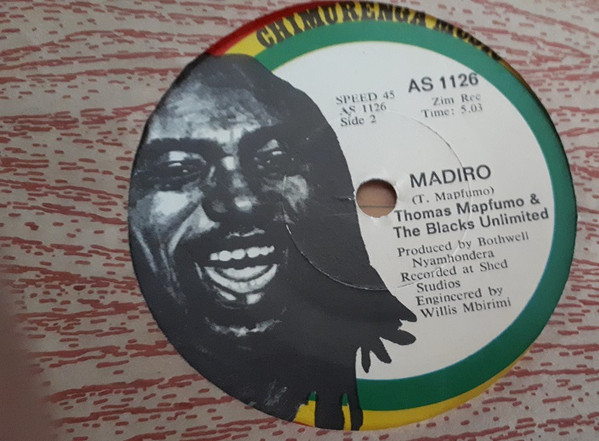 CHIMURENGA MUSIC
SPEED 45
AS 1126
Side 2
AS 1126
Zim Rec
Time: 5.03
MADIRO
(T. Mapfumo)
Thomas Mapfumo &
The Blacks Unlimited
Produced by Bothwell
Nyamhondera
Recorded at Shed
Studios
Engineered by
Willis Mbirimi